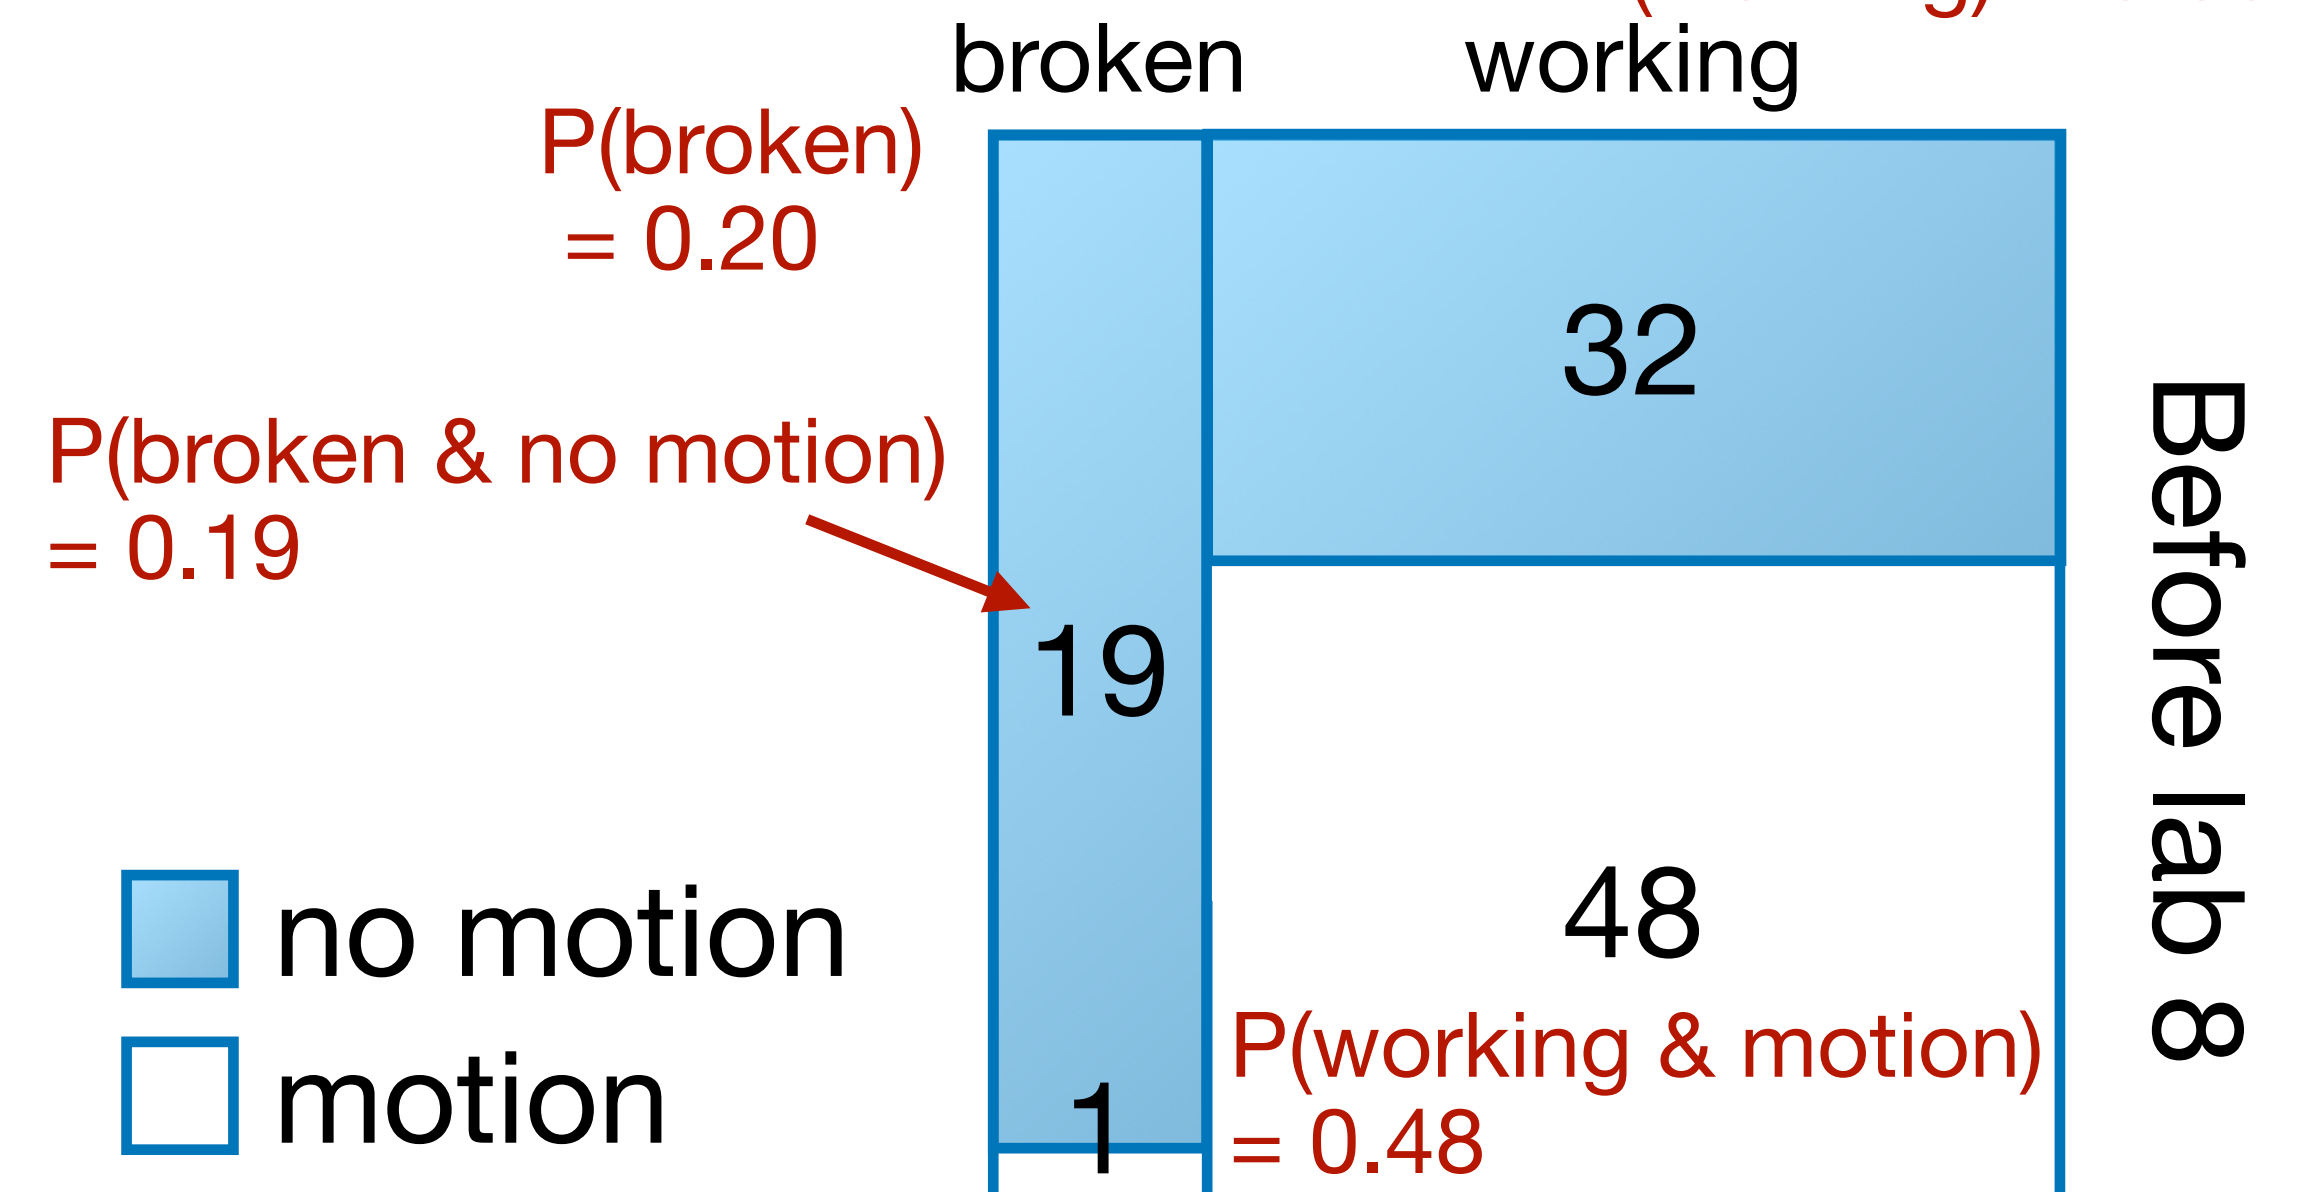 broken
working
P(broken)
= 0.20
32
P(broken & no motion)
= 0.19
19
Before lab 8
48
no motion
P(working & motion)
= 0.48
motion
1